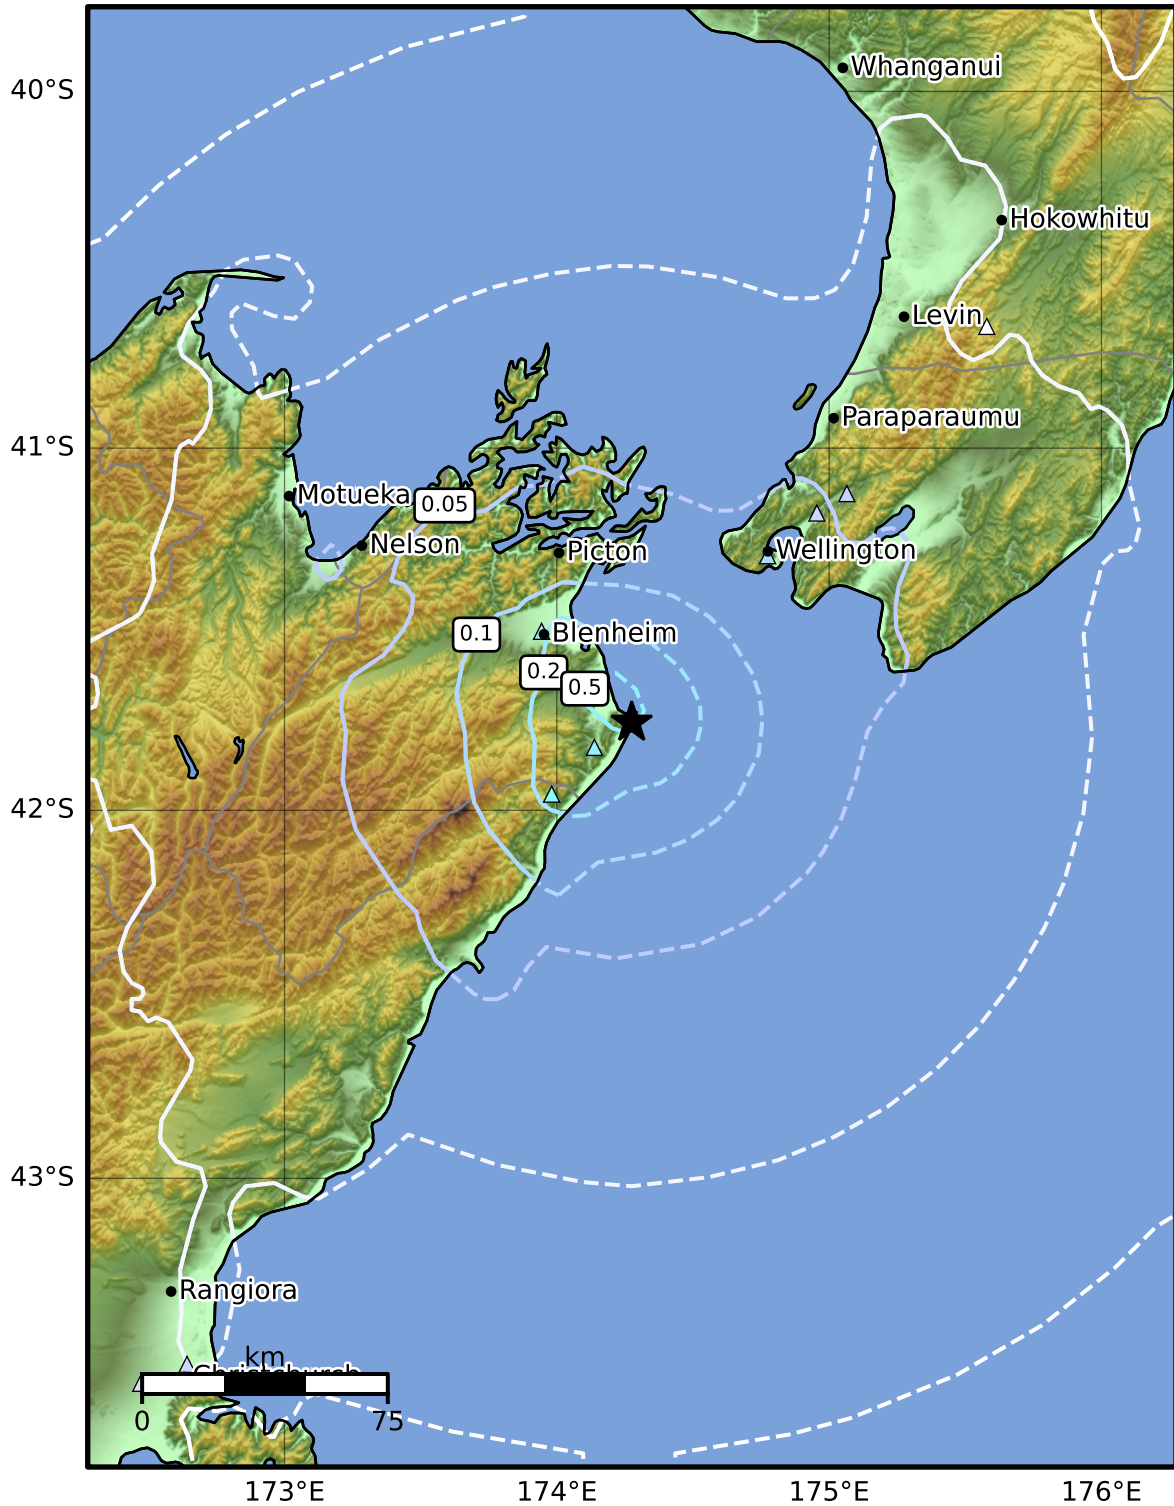 40°S
Whanganui
Hokowhitu
Levin
41°S
Paraparaumu
Motueka
0.05
Nelson
Picton
Wellington
0.1
Blenheim
0.2
0.5
42°S
43°S
Rangiora
km
Christchurch
0
75
173°E
174°E
175°E
176°E